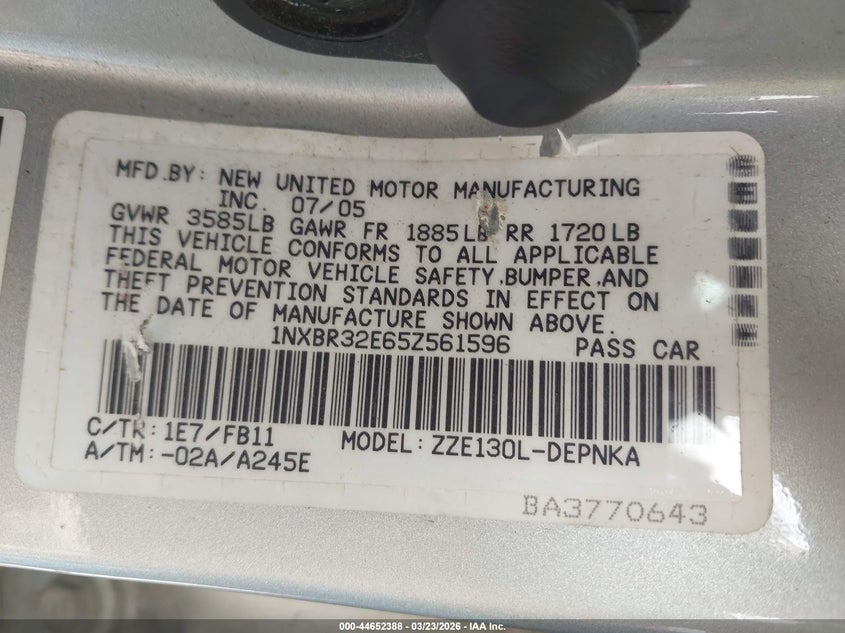 MFD.BY: NEW UNITED MOTOR MANUFACTURING
INC. 07/05
GVWR 3585LB GAWR FR 1885LB RR 1720LB
THIS VEHICLE CONFORMS TO ALL APPLICABLE
FEDERAL MOTOR VEHICLE SAFETY,BUMPER,AND
THEFT PREVENTION STANDARDS IN EFFECT ON
THE DATE OF MANUFACTURE SHOWN ABOVE.
1NXBR32E65Z561596 PASS CAR
C/TR: 1E7/FB11 MODEL: ZZE130L-DEPNKA
A/TM:-02A/A245E
BA3770643
000-44652388 - 03/23/2026 - IAA Inc.